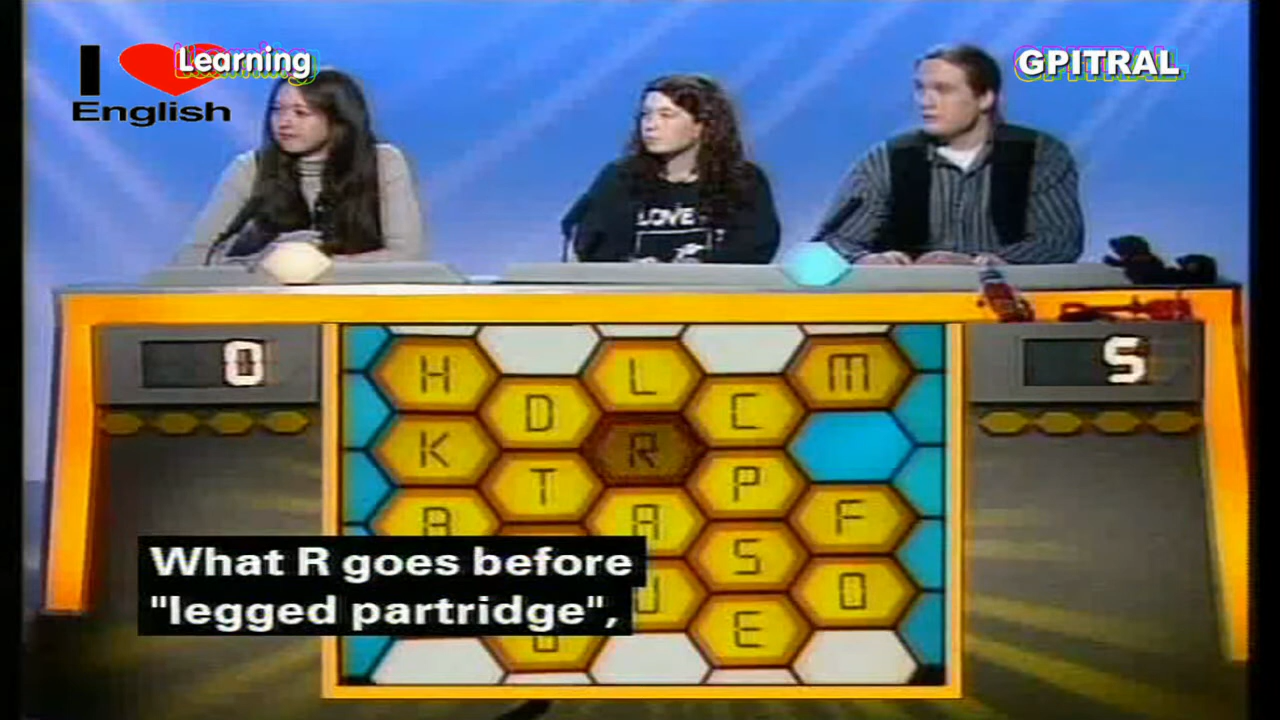 I Learning
English
GPITRAL
LOVE
0
5
H
L
M
D
C
K
R
T
P
A
F
S
O
E
What R goes before
"legged partridge",